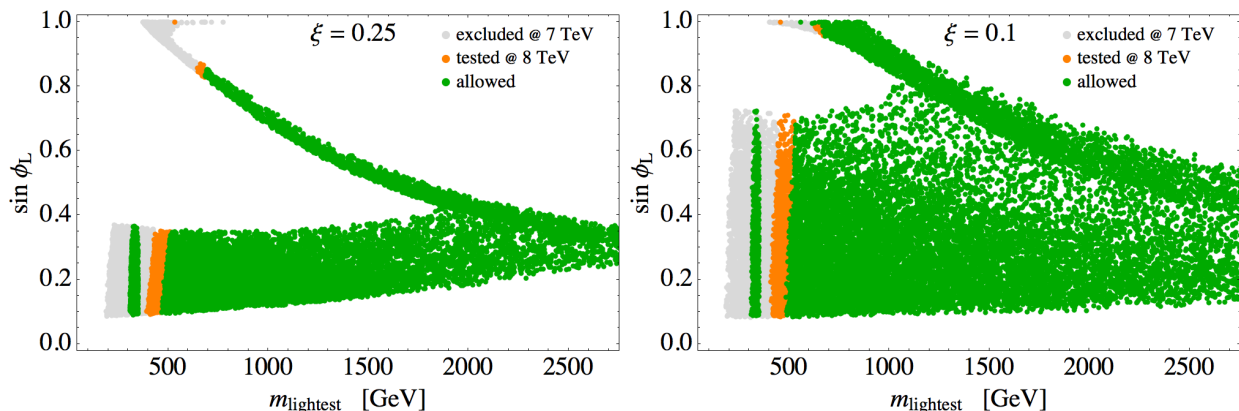 ξ = 0.25
excluded @ 7 TeV
tested @ 8 TeV
allowed
sin ϕL
1.0
0.8
0.6
0.4
0.2
0.0
500 1000 1500 2000 2500
mlightest [GeV]
ξ = 0.1
excluded @ 7 TeV
tested @ 8 TeV
allowed
sin ϕL
1.0
0.8
0.6
0.4
0.2
0.0
500 1000 1500 2000 2500
mlightest [GeV]